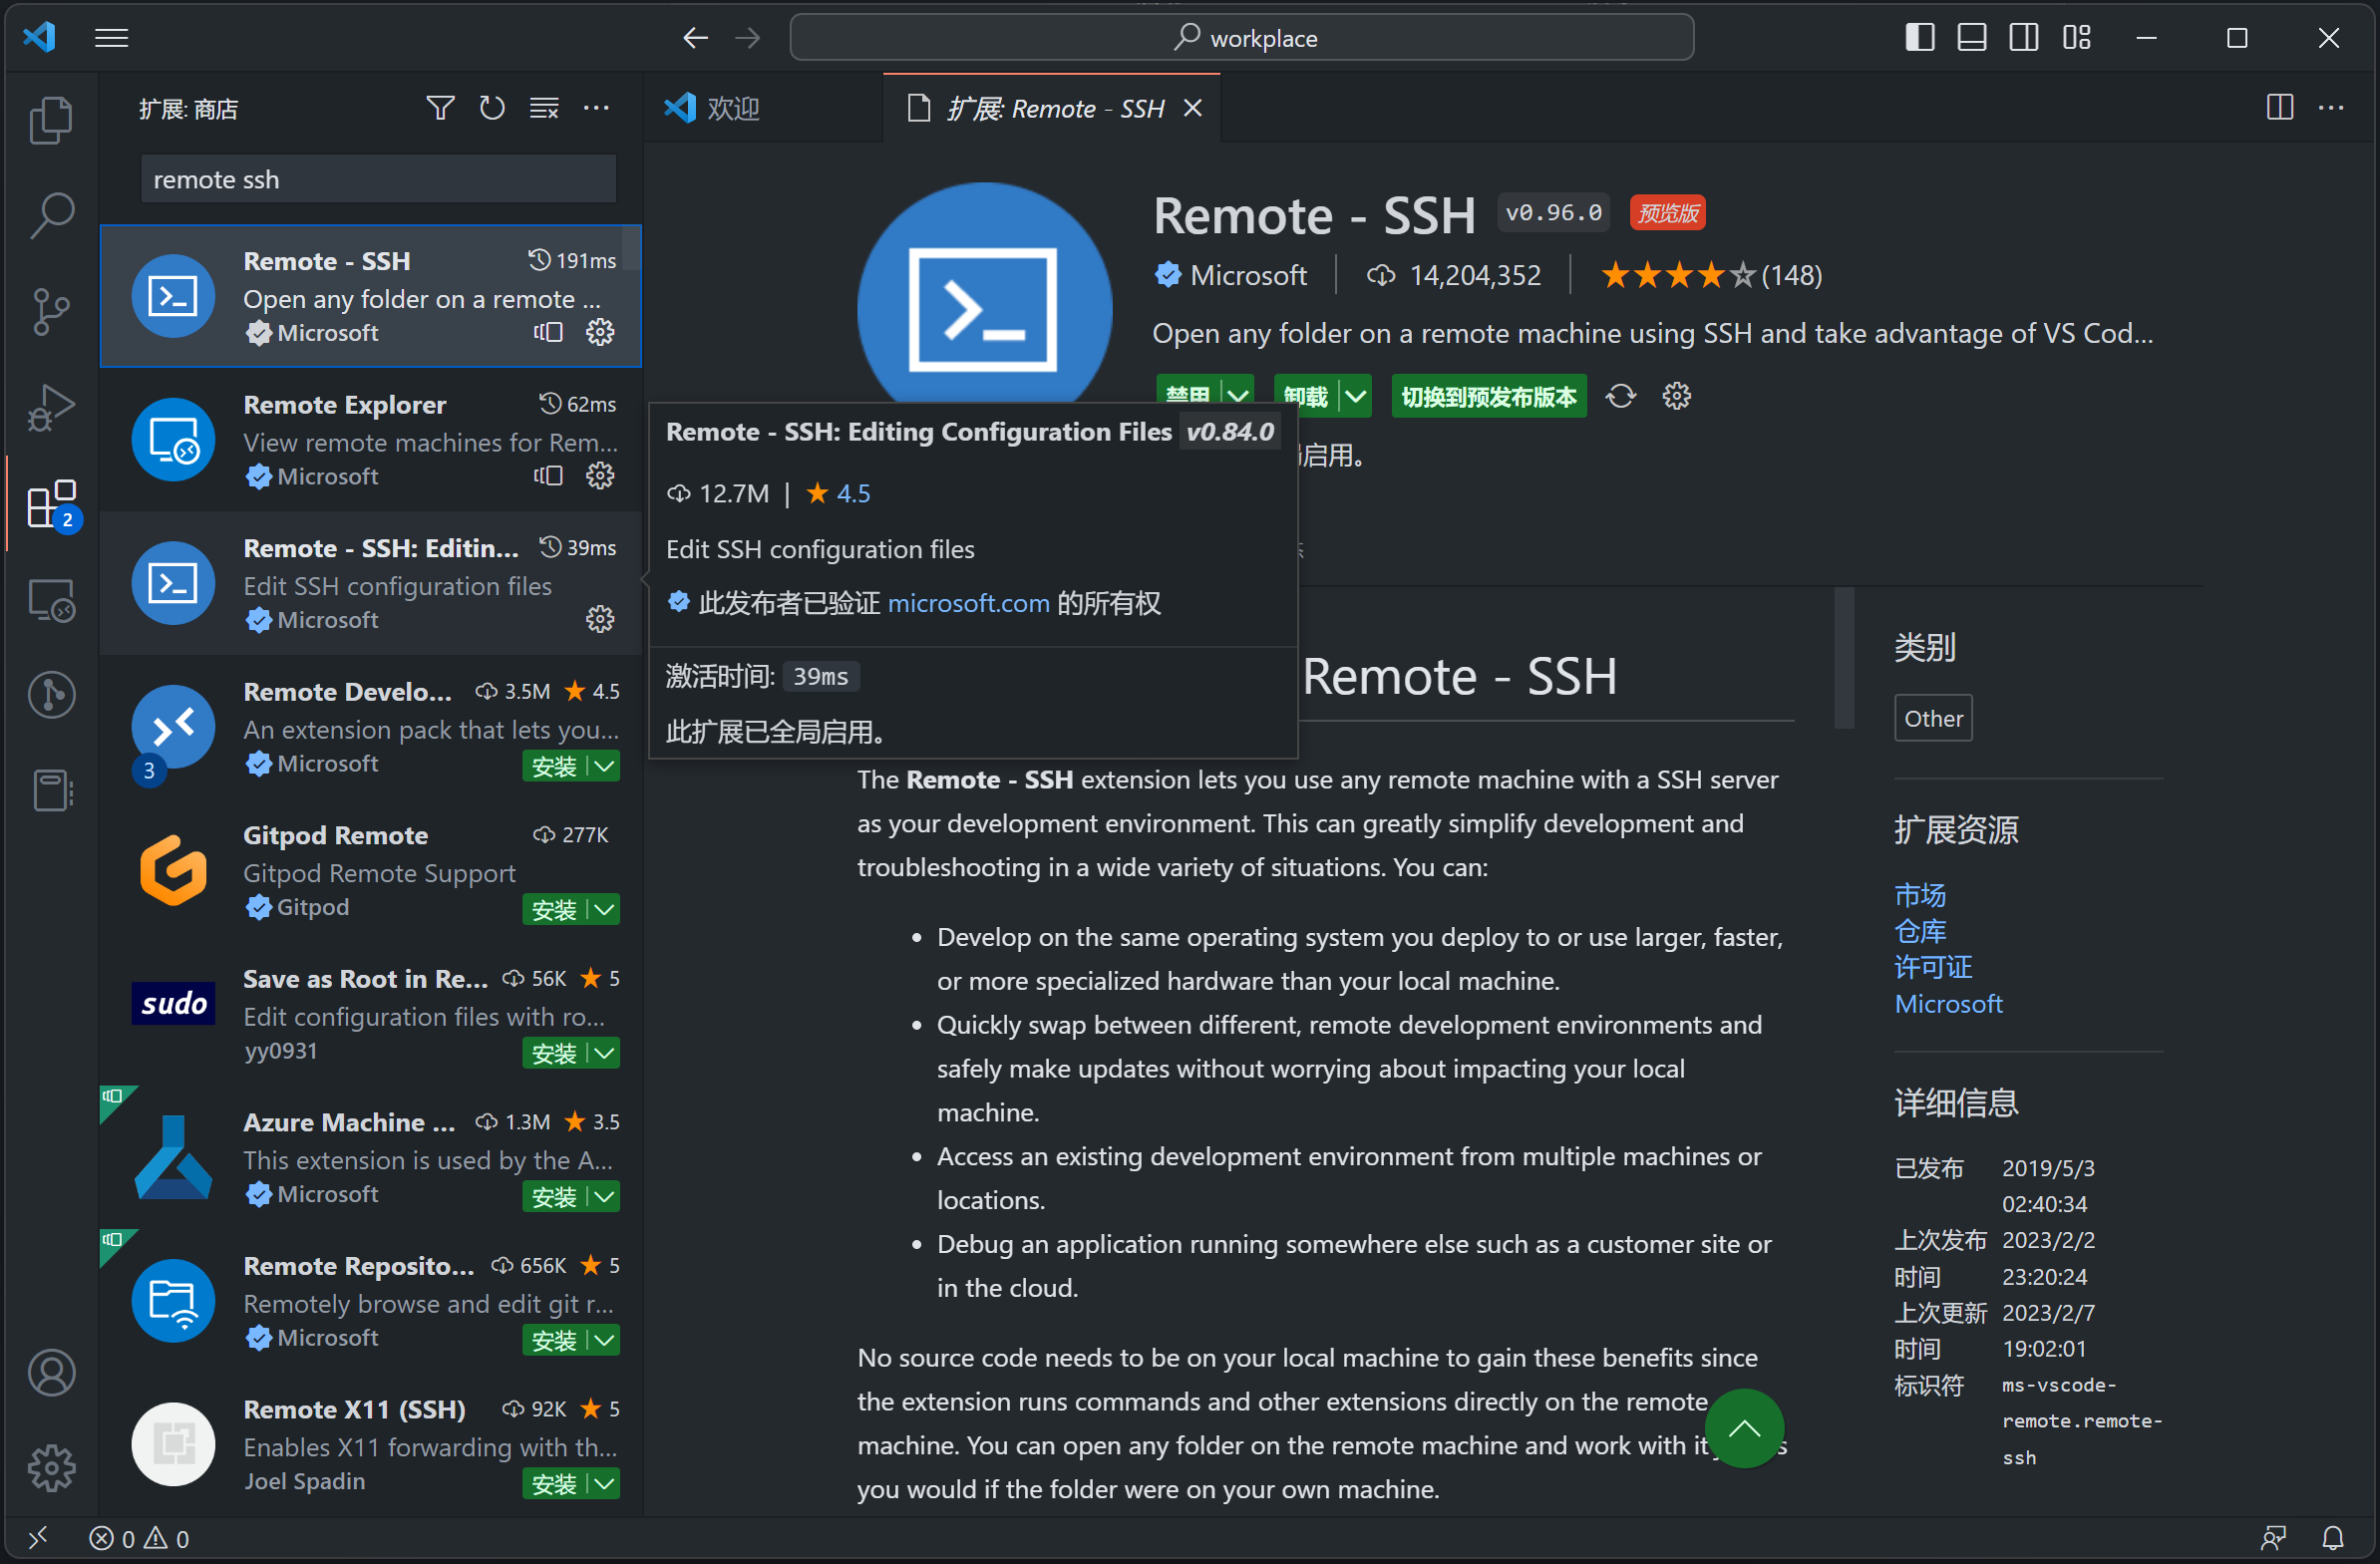 workplace
扩展: 商店
remote ssh
Remote - SSH 191ms
Open any folder on a remote ...
Microsoft
Remote Explorer 62ms
View remote machines for Rem...
Microsoft
2
Remote - SSH: Editin... 39ms
Edit SSH configuration files
Microsoft
Remote Develo... 3.5M 4.5
An extension pack that lets you...
3
Microsoft 安装
Gitpod Remote 277K
Gitpod Remote Support
Gitpod 安装
Save as Root in Re... 56K 5
sudo
Edit configuration files with ro...
yy0931 安装
Azure Machine ... 1.3M 3.5
This extension is used by the A...
Microsoft 安装
Remote Reposito... 656K 5
Remotely browse and edit git r...
Microsoft 安装
Remote X11 (SSH) 92K 5
Enables X11 forwarding with th...
Joel Spadin 安装
欢迎
扩展: Remote - SSH
Remote - SSH v0.96.0 预览版
Microsoft | 14,204,352 | (148)
Open any folder on a remote machine using SSH and take advantage of VS Cod...
禁用 卸载 切换到预发布版本
启用。
Remote - SSH: Editing Configuration Files v0.84.0
12.7M | 4.5
Edit SSH configuration files
此发布者已验证 microsoft.com 的所有权
激活时间: 39ms
此扩展已全局启用。
Remote - SSH
The Remote - SSH extension lets you use any remote machine with a SSH server
as your development environment. This can greatly simplify development and
troubleshooting in a wide variety of situations. You can:
• Develop on the same operating system you deploy to or use larger, faster,
or more specialized hardware than your local machine.
• Quickly swap between different, remote development environments and
safely make updates without worrying about impacting your local
machine.
• Access an existing development environment from multiple machines or
locations.
• Debug an application running somewhere else such as a customer site or
in the cloud.
No source code needs to be on your local machine to gain these benefits since
the extension runs commands and other extensions directly on the remote
machine. You can open any folder on the remote machine and work with it
you would if the folder were on your own machine.
类别
Other
扩展资源
市场
仓库
许可证
Microsoft
详细信息
已发布 2019/5/3
02:40:34
上次发布 2023/2/2
时间 23:20:24
上次更新 2023/2/7
时间 19:02:01
标识符 ms-vscode-
remote.remote-
ssh
0 0